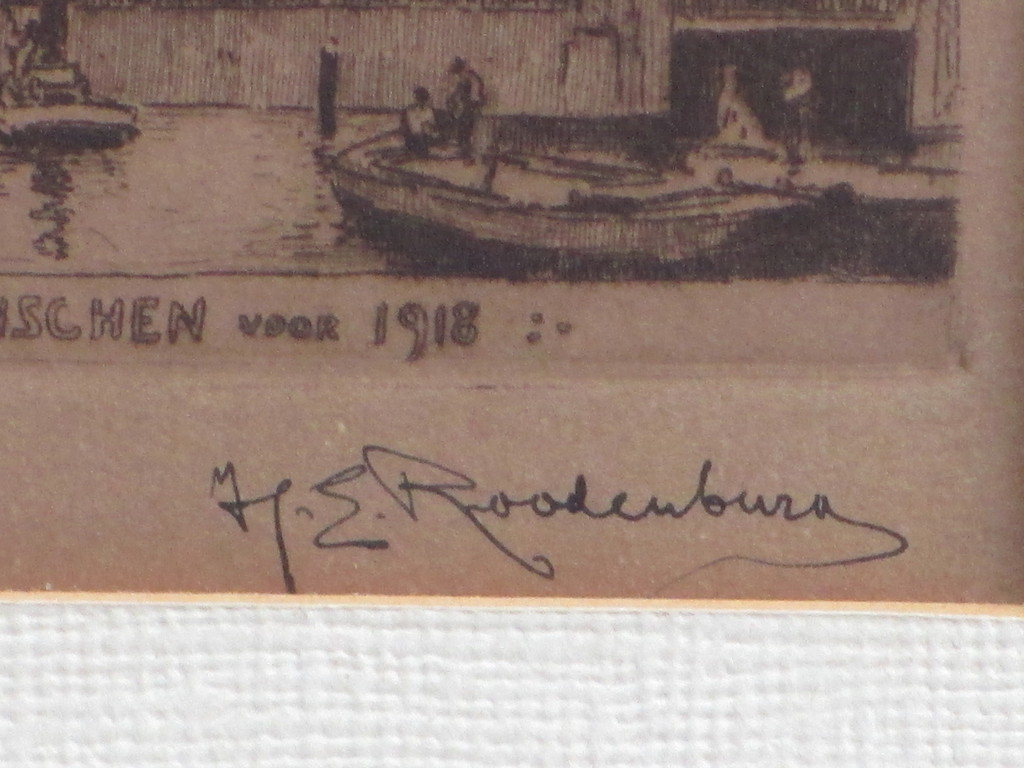 ISCHEN voor 1918 :-
H.E. Roodenburg